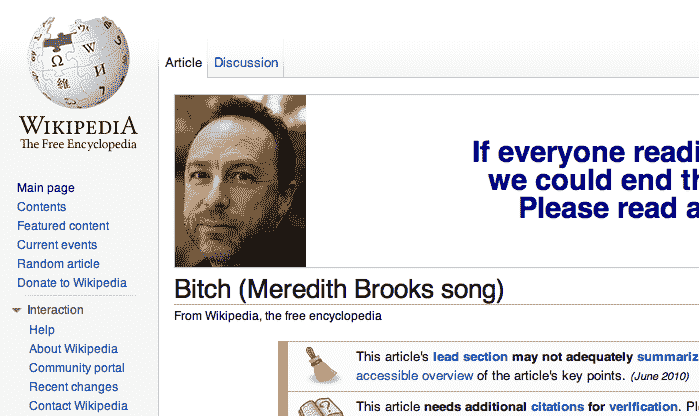 WIKIPEDIA
The Free Encyclopedia
Main page
Contents
Featured content
Current events
Random article
Donate to Wikipedia
Interaction
Help
About Wikipedia
Community portal
Recent changes
Contact Wikipedia
Article Discussion
If everyone readi
we could end th
Please read a
Bitch (Meredith Brooks song)
From Wikipedia, the free encyclopedia
This article's lead section may not adequately summariz
accessible overview of the article's key points. (June 2010)
This article needs additional citations for verification. Pl